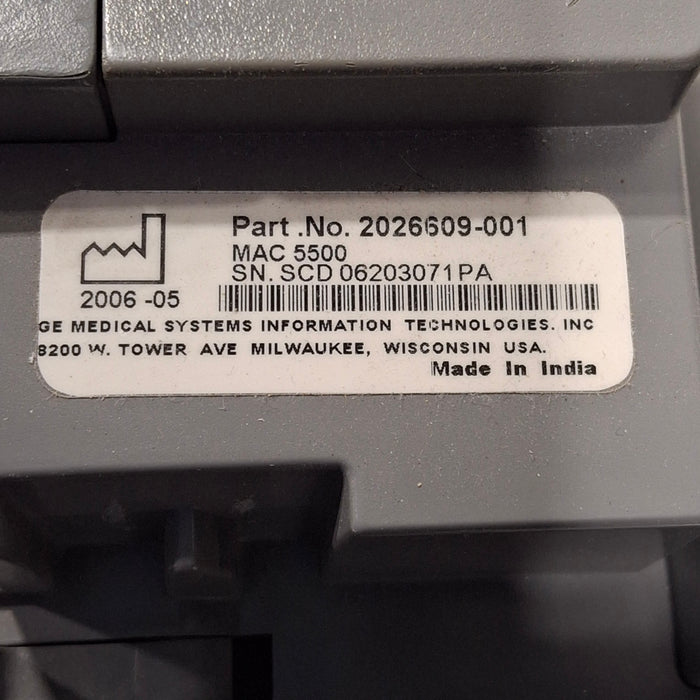 Part .No. 2026609-001
MAC 5500
SN. SCD 06203071PA
2006 -05
GE MEDICAL SYSTEMS INFORMATION TECHNOLOGIES. INC
8200 W. TOWER AVE MILWAUKEE, WISCONSIN USA.
Made In India